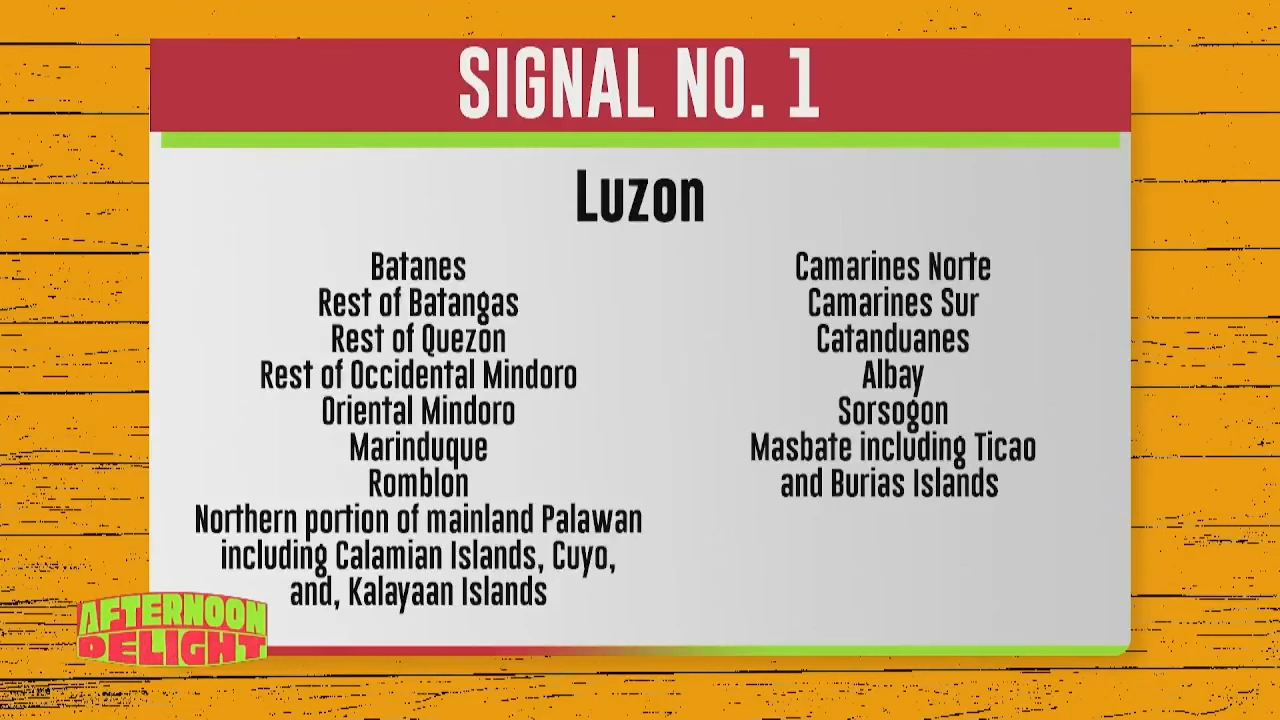 SIGNAL NO. 1
Luzon
Batanes
Rest of Batangas
Rest of Quezon
Rest of Occidental Mindoro
Oriental Mindoro
Marinduque
Romblon
Northern portion of mainland Palawan
including Calamian Islands, Cuyo,
and, Kalayaan Islands
Camarines Norte
Camarines Sur
Catanduanes
Albay
Sorsogon
Masbate including Ticao
and Burias Islands
AFTERNOON
DELIGHT